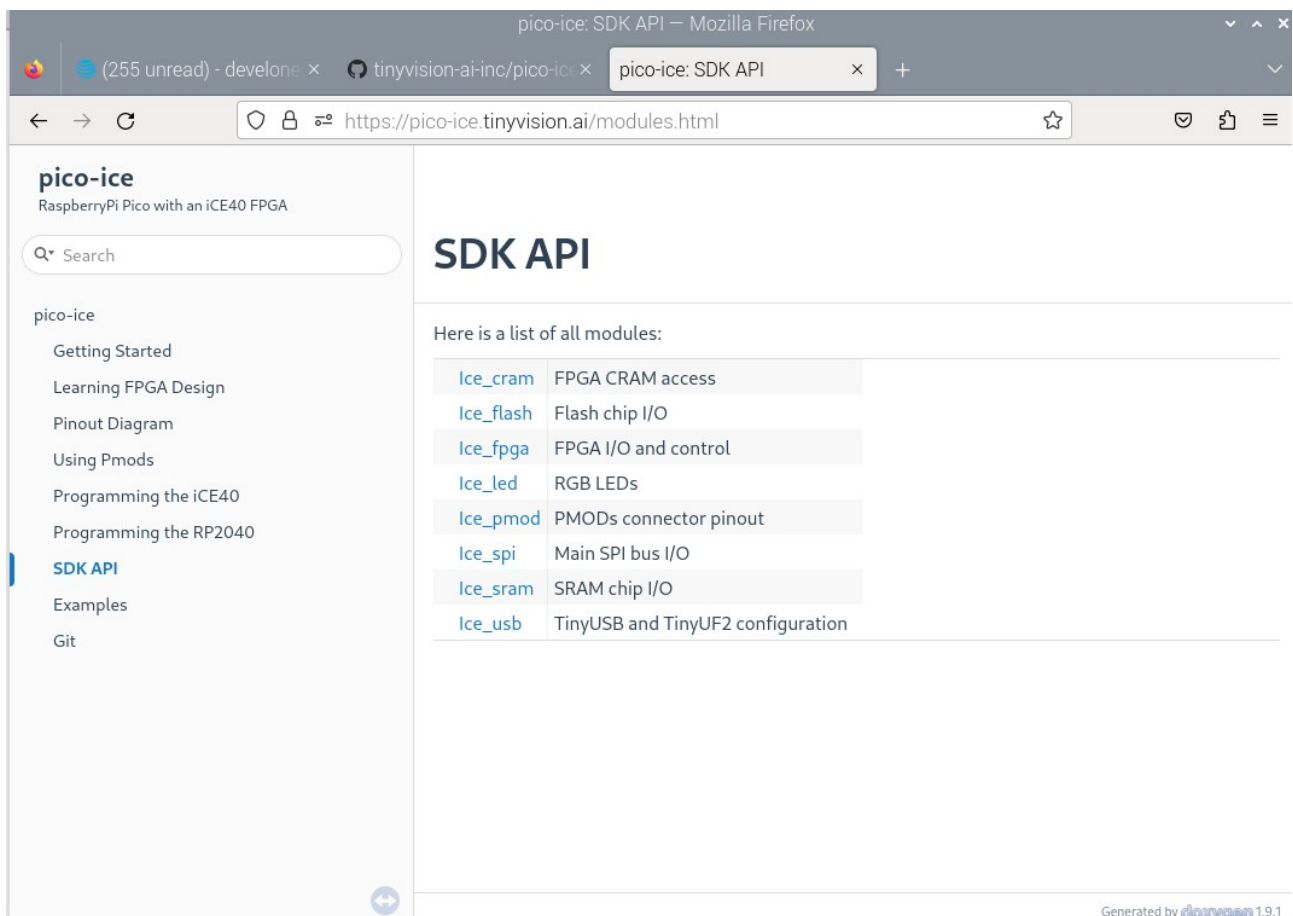 pico-ice: SDK API — Mozilla Firefox
(255 unread) - develone
tinyvision-ai-inc/pico-ice
pico-ice: SDK API
https://pico-ice.tinyvision.ai/modules.html
pico-ice
RaspberryPi Pico with an iCE40 FPGA
Search
pico-ice
Getting Started
Learning FPGA Design
Pinout Diagram
Using Pmods
Programming the iCE40
Programming the RP2040
SDK API
Examples
Git
SDK API
Here is a list of all modules:
Ice_cram FPGA CRAM access
Ice_flash Flash chip I/O
Ice_fpga FPGA I/O and control
Ice_led RGB LEDs
Ice_pmod PMODs connector pinout
Ice_spi Main SPI bus I/O
Ice_sram SRAM chip I/O
Ice_usb TinyUSB and TinyUF2 configuration
Generated by doxygen 1.9.1